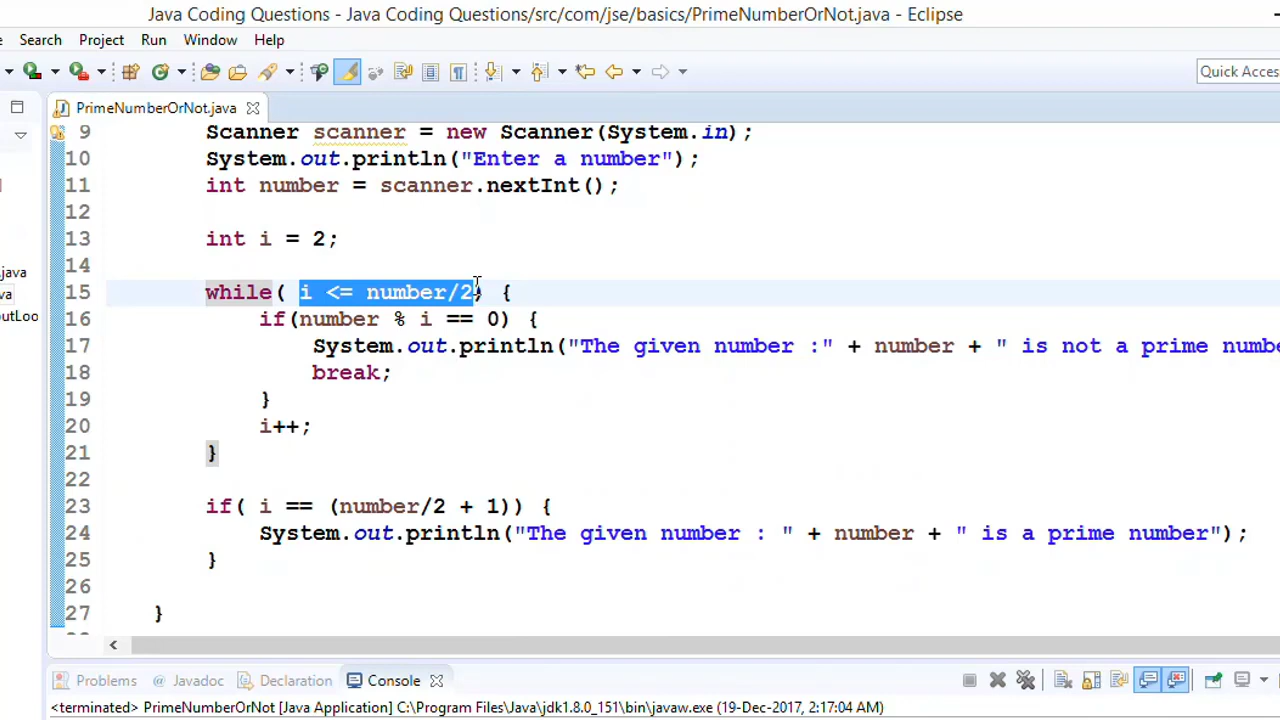 Java Coding Questions - Java Coding Questions/src/com/jse/basics/PrimeNumberOrNot.java - Eclipse
Search Project Run Window Help
Quick Acces
PrimeNumberOrNot.java
9 Scanner scanner = new Scanner(System.in);
10 System.out.println("Enter a number");
11 int number = scanner.nextInt();
12
13 int i = 2;
14
15 while( i <= number/2) {
16 if(number % i == 0) {
17 System.out.println("The given number :" + number + " is not a prime numbe
18 break;
19 }
20 i++;
21 }
22
23 if( i == (number/2 + 1)) {
24 System.out.println("The given number : " + number + " is a prime number");
25 }
26
27 }
.java
va
outLoo
Problems @ Javadoc Declaration Console
<terminated> PrimeNumberOrNot [Java Application] C:\Program Files\Java\jdk1.8.0_151\bin\javaw.exe (19-Dec-2017, 2:17:04 AM)